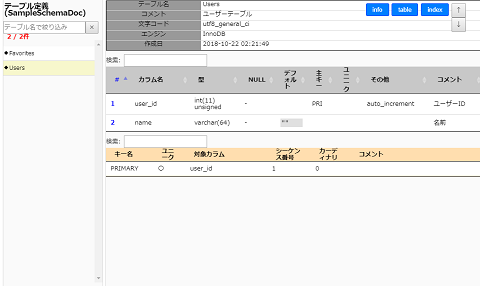 テーブル定義
(SampleSchemaDoc)
テーブル名で絞り込み ×
2 / 2件
◆Favorites
◆Users
テーブル名 Users
コメント ユーザーテーブル
文字コード utf8_general_ci
エンジン InnoDB
作成日 2018-10-22 02:21:49
info table index ↑
↓
検索:
# カラム名 型 NULL デフォルト 主キー ユニーク その他 コメント
1 user_id int(11) unsigned - PRI auto_increment ユーザーID
2 name varchar(64) - "" 名前
検索:
キー名 ユニーク 対象カラム シーケンス番号 カーディナリ コメント
PRIMARY ○ user_id 1 0